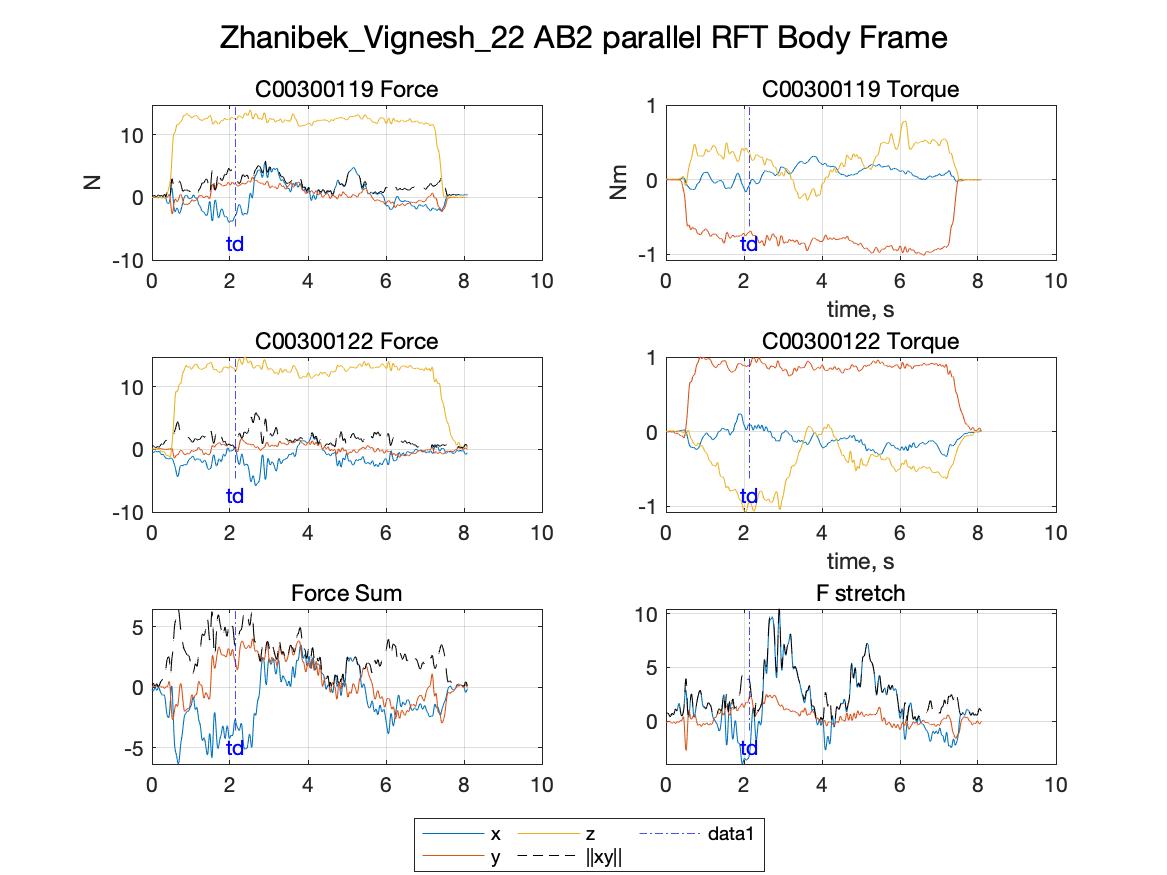 Zhanibek_Vignesh_22 AB2 parallel RFT Body Frame
C00300119 Force
10
0
-10
N
td
0 2 4 6 8 10
C00300119 Torque
1
0
-1
Nm
td
0 2 4 6 8 10
time, s
C00300122 Force
10
0
-10
td
0 2 4 6 8 10
C00300122 Torque
1
0
-1
td
0 2 4 6 8 10
time, s
Force Sum
5
0
-5
td
0 2 4 6 8 10
F stretch
10
5
0
td
0 2 4 6 8 10
x z data1
y ||xy||